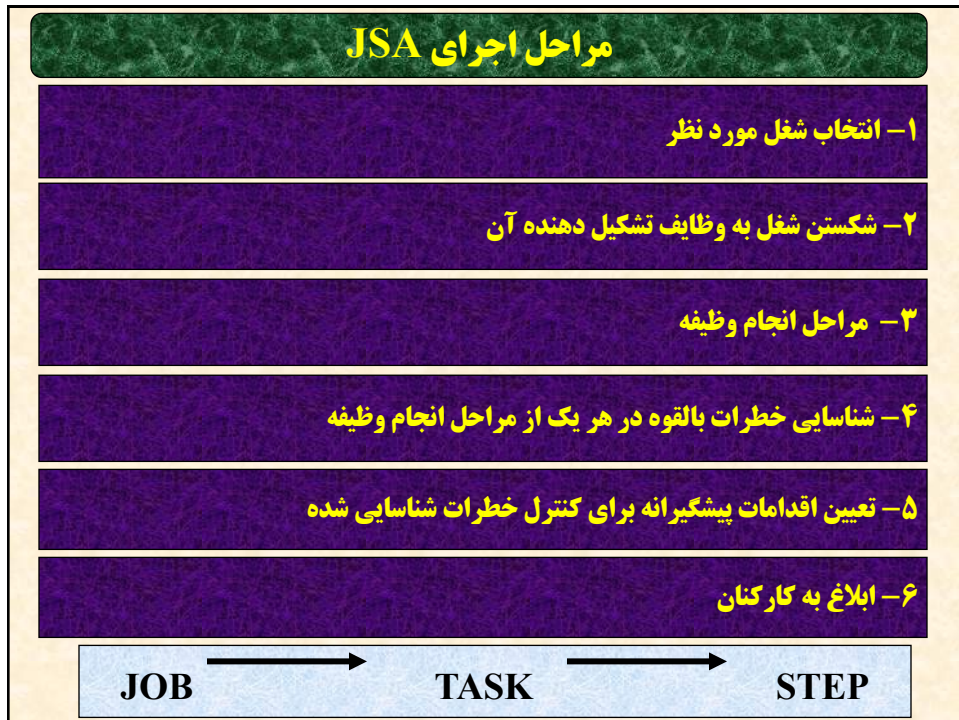 مراحل اجرای JSA
۱- انتخاب شغل مورد نظر
۲- شکستن شغل به وظایف تشکیل دهنده آن
۳- مراحل انجام وظیفه
۴- شناسایی خطرات بالقوه در هر یک از مراحل انجام وظیفه
۵- تعیین اقدامات پیشگیرانه برای کنترل خطرات شناسایی شده
۶- ابلاغ به کارکنان
JOB TASK STEP